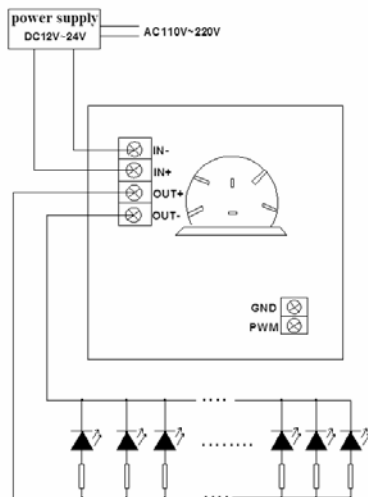 power supply
DC12V~24V
AC110V~220V
IN-
IN+
OUT+
OUT-
GND
PWM